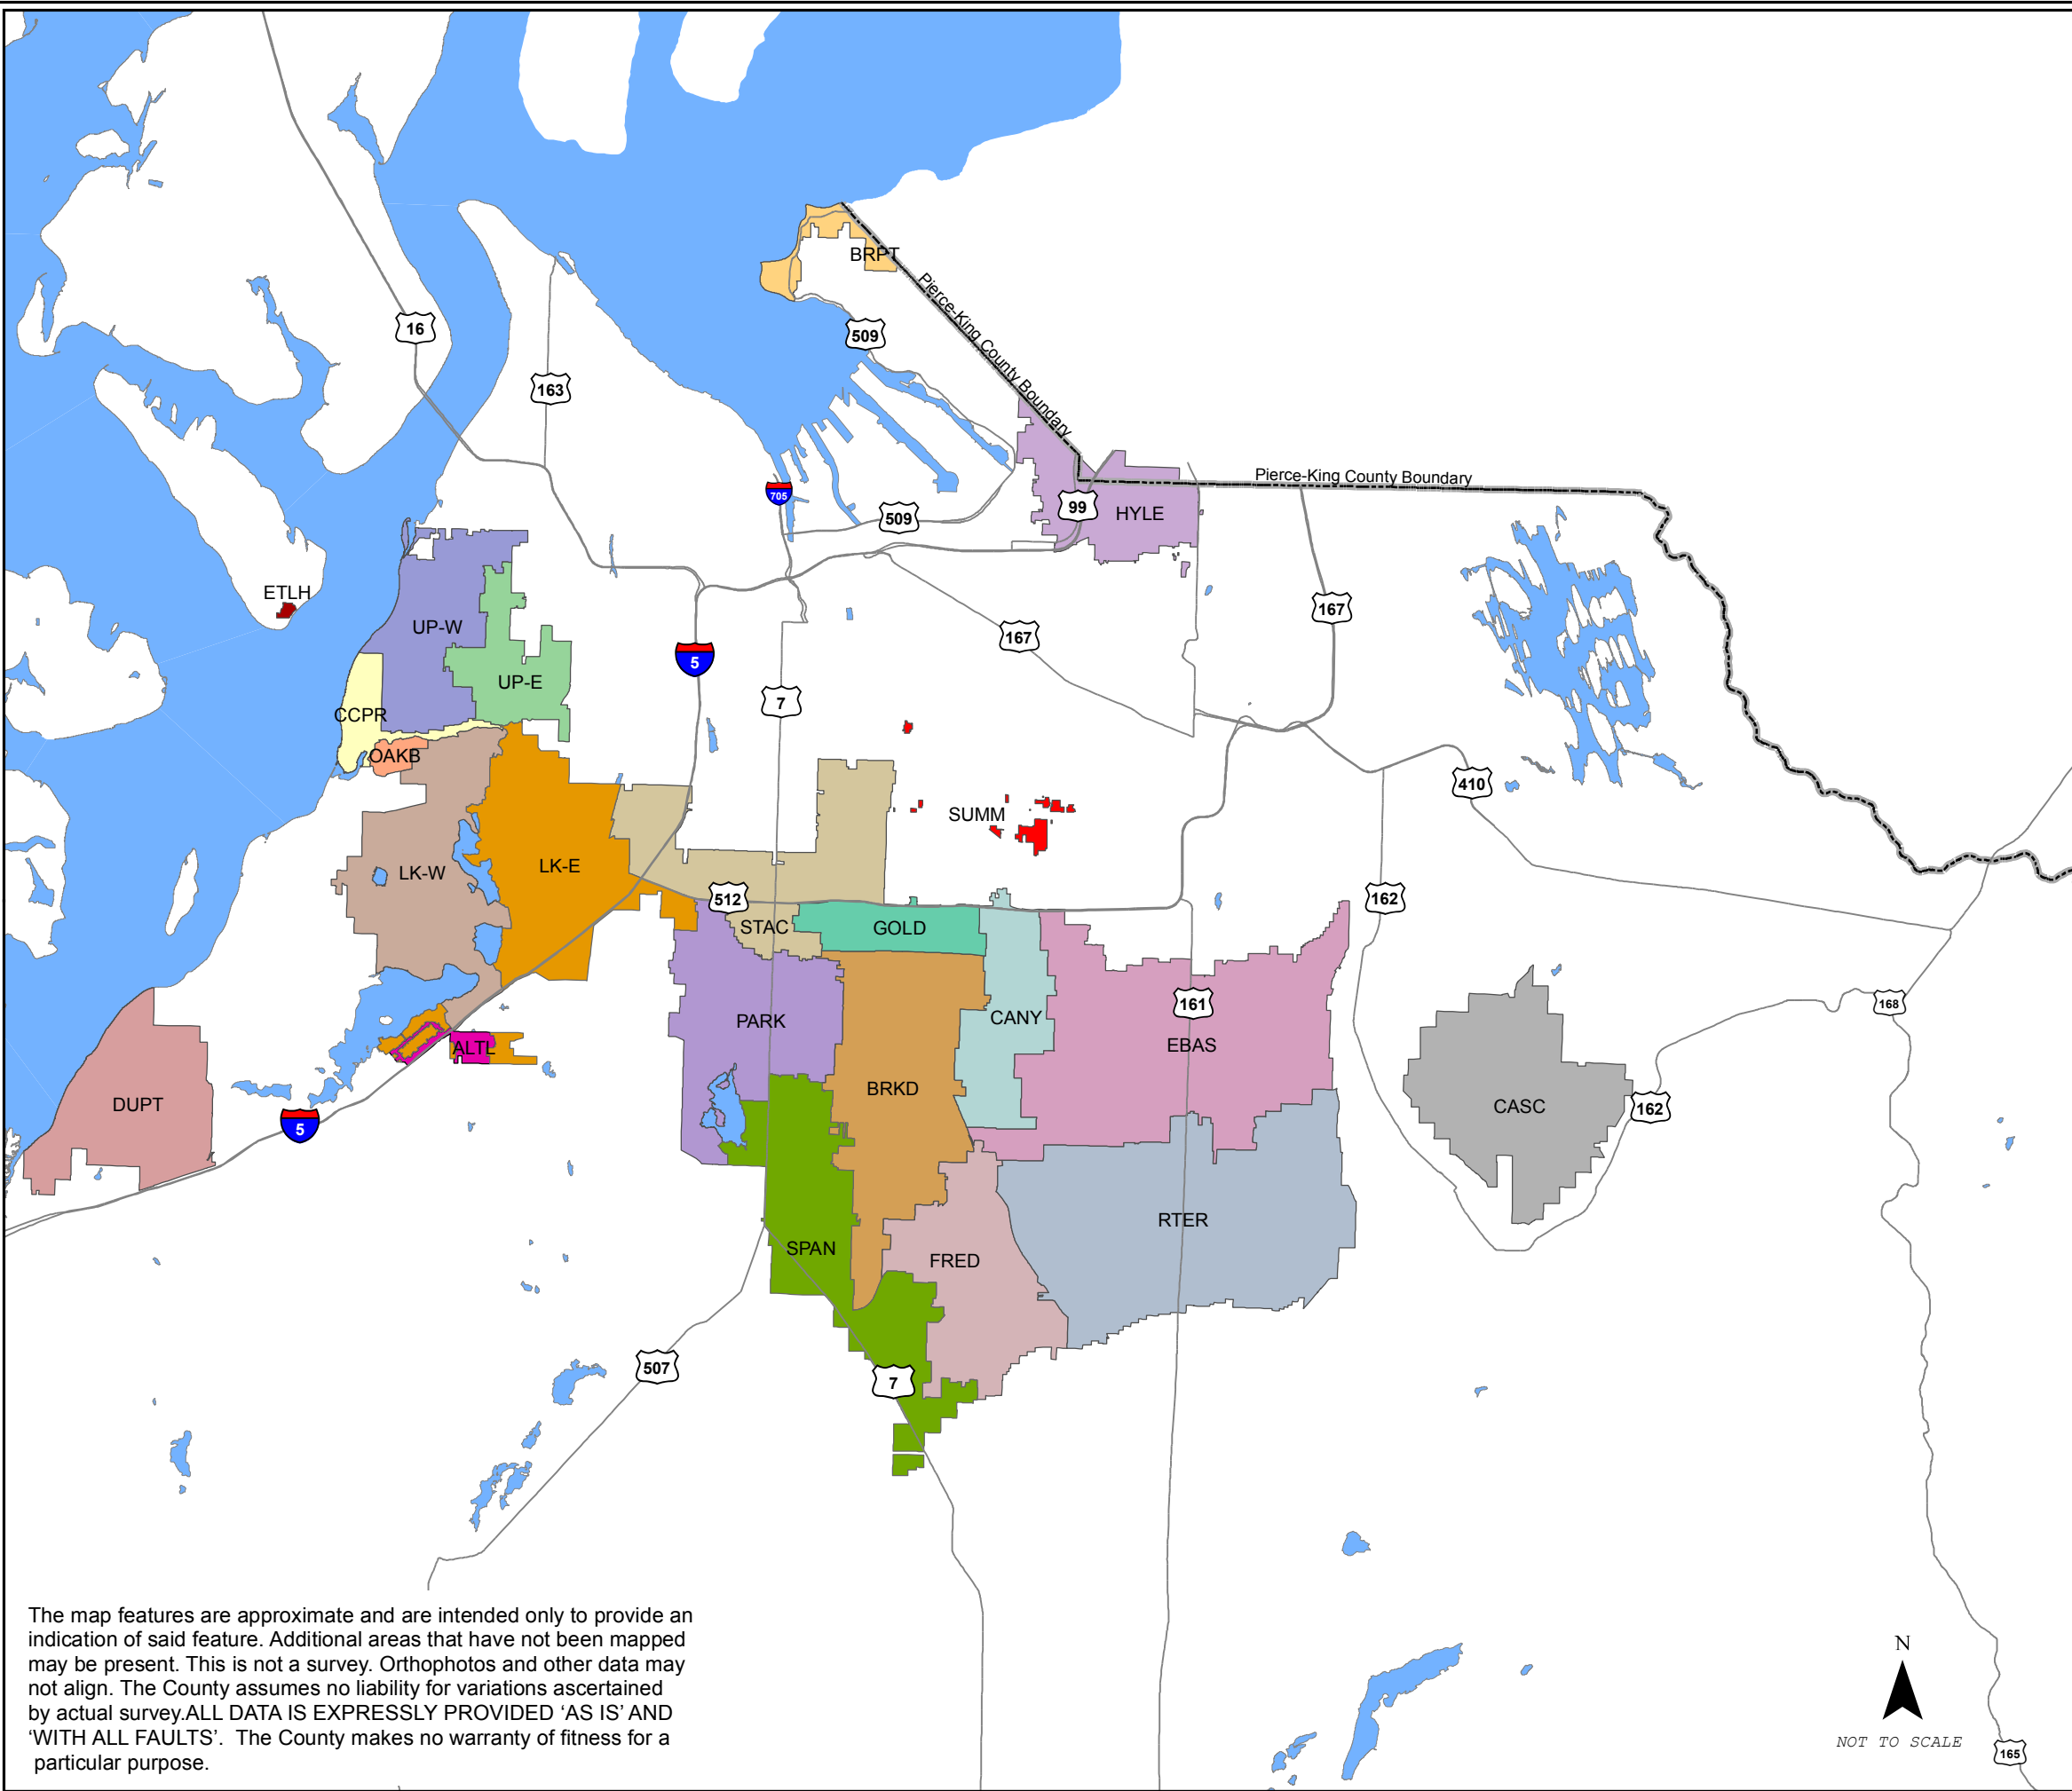 BRPT
Pierce-King County Boundary
509
16
163
Pierce-King County Boundary
705
509
99
HYLE
ETLH
167
UP-W
167
5
UP-E
7
CCPR
OAKB
410
SUMM
LK-W
LK-E
512
162
STAC
GOLD
161
168
PARK
CANY
EBAS
ALTL
BRKD
DUPT
CASC
162
5
RTER
SPAN
FRED
507
7
The map features are approximate and are intended only to provide an
indication of said feature. Additional areas that have not been mapped
may be present. This is not a survey. Orthophotos and other data may
not align. The County assumes no liability for variations ascertained
by actual survey.ALL DATA IS EXPRESSLY PROVIDED ‘AS IS’ AND
‘WITH ALL FAULTS’.  The County makes no warranty of fitness for a
particular purpose.
N
NOT TO SCALE
165